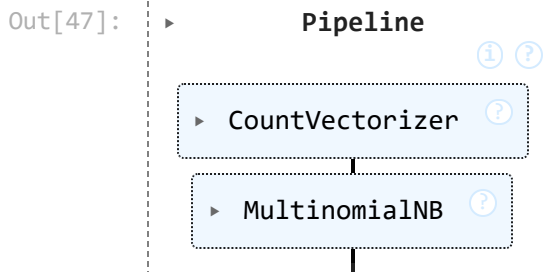 Out[47]:
▸ Pipeline
i ?
▸ CountVectorizer ?
▸ MultinomialNB ?